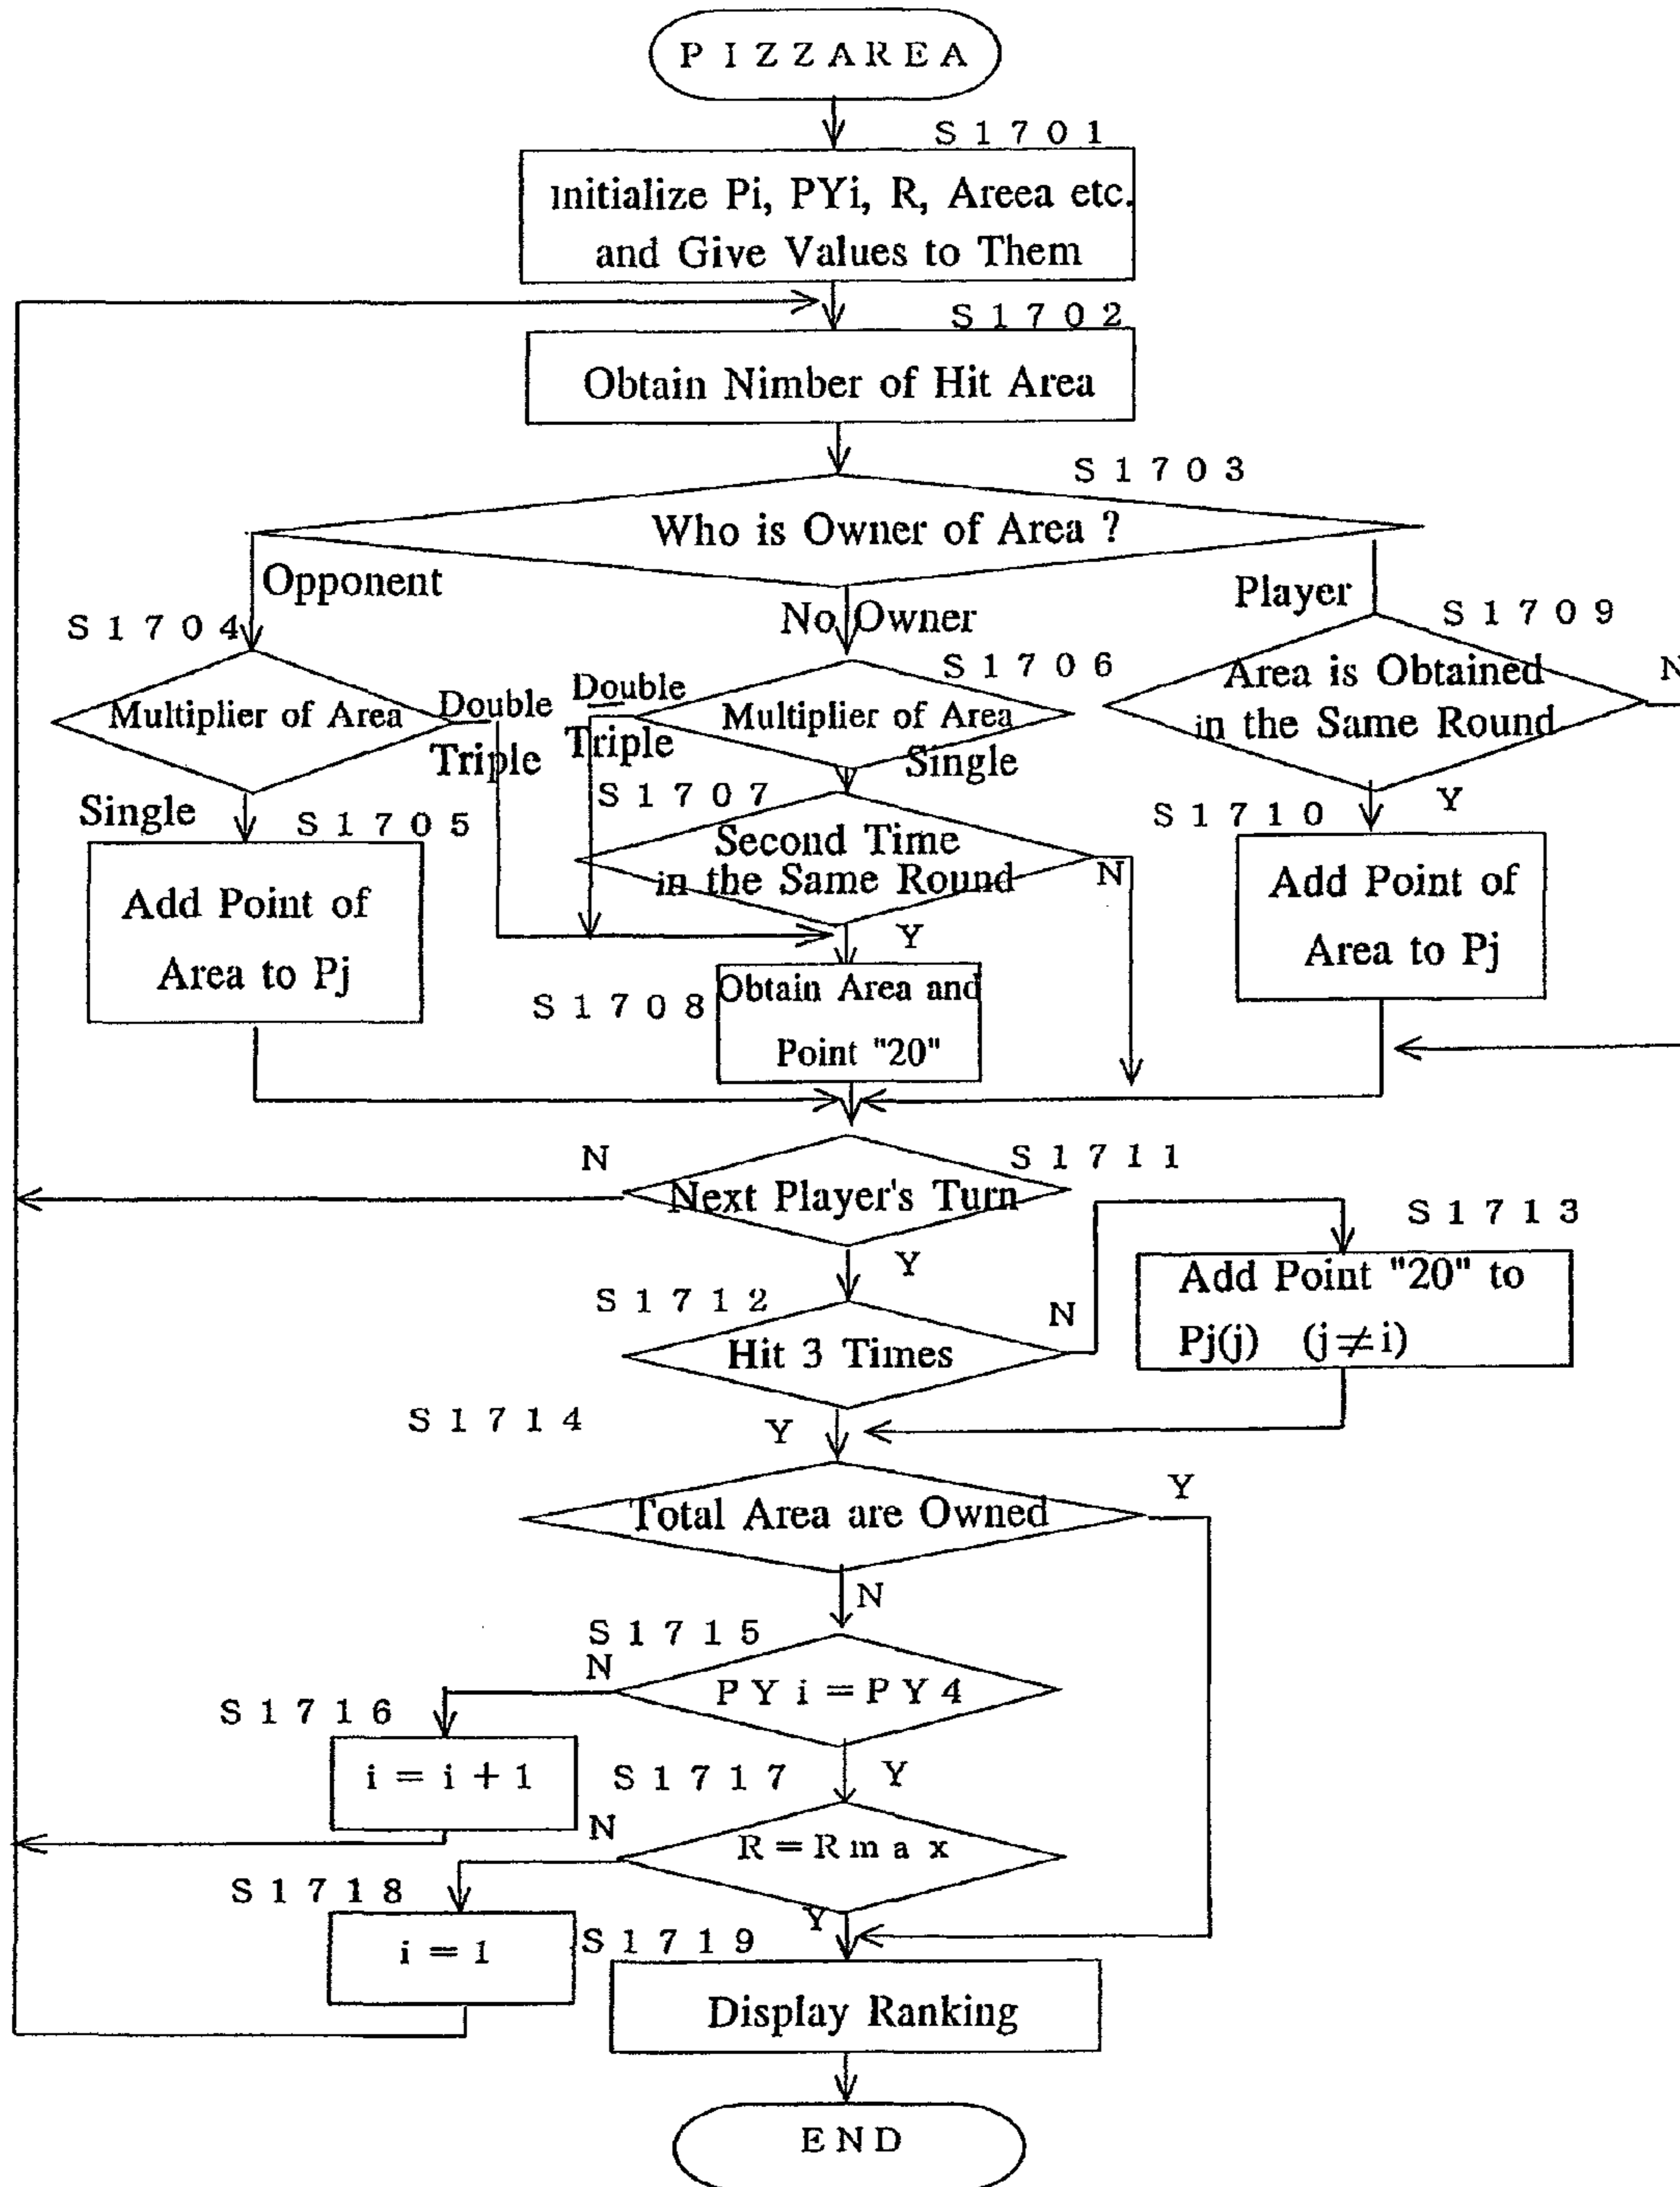 PIZZAREA
S1701
Initialize Pi, PYi, R, Areea etc.
and Give Values to Them
S1702
Obtain Nimber of Hit Area
S1703
Who is Owner of Area ?
Opponent
No Owner
Player
S1704
S1706
S1709
Multiplier of Area
Double
Triple
Double
Triple
Multiplier of Area
Single
Area is Obtained
in the Same Round
N
Single
S1705
S1707
Second Time
in the Same Round
N
Y
S1710
Y
Add Point of
Area to Pj
S1708
Obtain Area and
Point "20"
Add Point of
Area to Pj
N
S1711
Next Player's Turn
Y
S1713
Add Point "20" to
Pj(j) (j≠i)
S1712
N
Hit 3 Times
S1714
Y
Total Area are Owned
Y
N
S1715
N
PYi=PY4
S1716
i = i + 1
S1717
Y
N
R=Rmax
S1718
i = 1
Y
S1719
Display Ranking
END